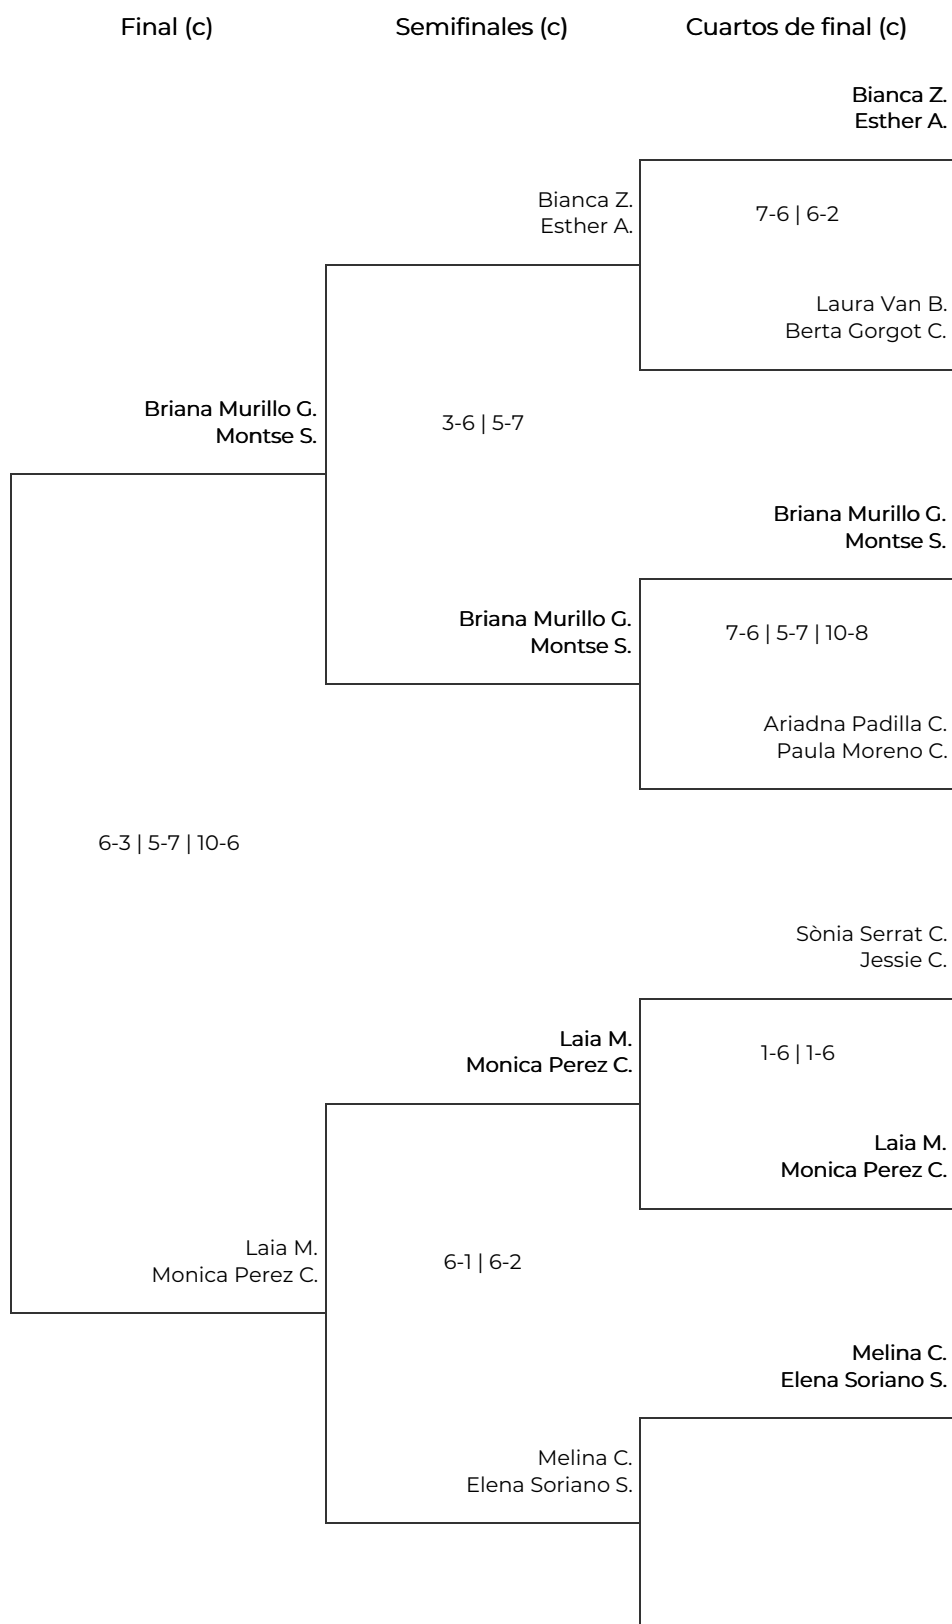 Final (c)
Semifinales (c)
Cuartos de final (c)
Bianca Z.
Esther A.
Bianca Z.
Esther A.
7-6 | 6-2
Laura Van B.
Berta Gorgot C.
Briana Murillo G.
Montse S.
3-6 | 5-7
Briana Murillo G.
Montse S.
Briana Murillo G.
Montse S.
7-6 | 5-7 | 10-8
Ariadna Padilla C.
Paula Moreno C.
6-3 | 5-7 | 10-6
Sònia Serrat C.
Jessie C.
Laia M.
Monica Perez C.
1-6 | 1-6
Laia M.
Monica Perez C.
Laia M.
Monica Perez C.
6-1 | 6-2
Melina C.
Elena Soriano S.
Melina C.
Elena Soriano S.